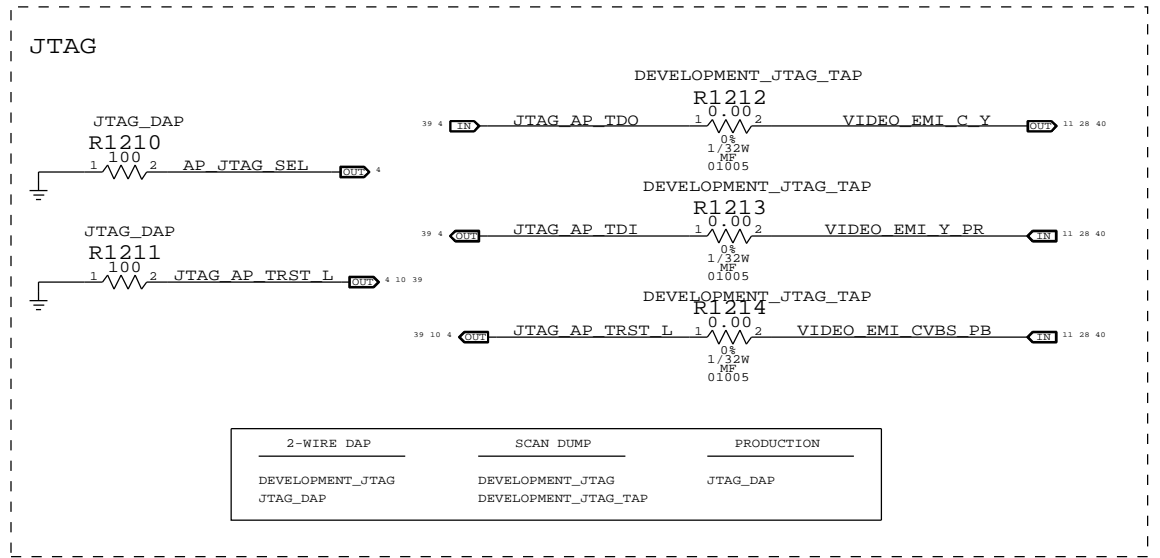 JTAG
JTAG_DAP
R1210
100
1 2 AP_JTAG_SEL OUT 4
JTAG_DAP
R1211
100
1 2 JTAG_AP_TRST_L OUT 4 10 39
DEVELOPMENT_JTAG_TAP
R1212
0.00
39 4 IN JTAG_AP_TDO 1 2 VIDEO_EMI_C_Y OUT 11 28 40
0%
1/32W
MF
01005
DEVELOPMENT_JTAG_TAP
R1213
0.00
39 4 OUT JTAG_AP_TDI 1 2 VIDEO_EMI_Y_PR IN 11 28 40
0%
1/32W
MF
01005
DEVELOPMENT_JTAG_TAP
R1214
0.00
39 10 4 OUT JTAG_AP_TRST_L 1 2 VIDEO_EMI_CVBS_PB IN 11 28 40
0%
1/32W
MF
01005
2-WIRE DAP SCAN DUMP PRODUCTION
DEVELOPMENT_JTAG DEVELOPMENT_JTAG JTAG_DAP
JTAG_DAP DEVELOPMENT_JTAG_TAP